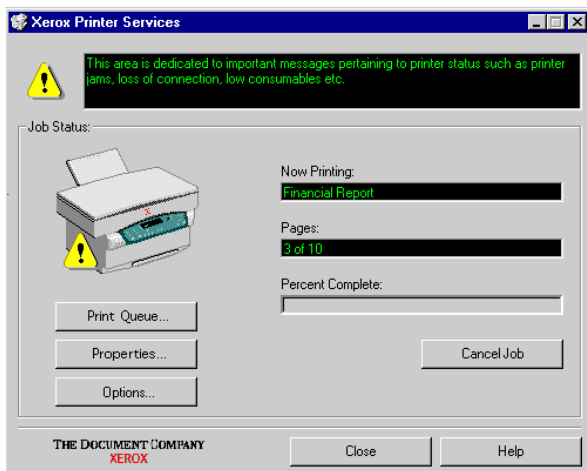 Xerox Printer Services
This area is dedicated to important messages pertaining to printer status such as printer
jams, loss of connection, low consumables etc.
Job Status:
Now Printing:
Financial Report
X
Pages:
3 of 10
Percent Complete:
Print Queue...
Properties...
Cancel Job
Options...
THE DOCUMENT COMPANY
XEROX
Close
Help